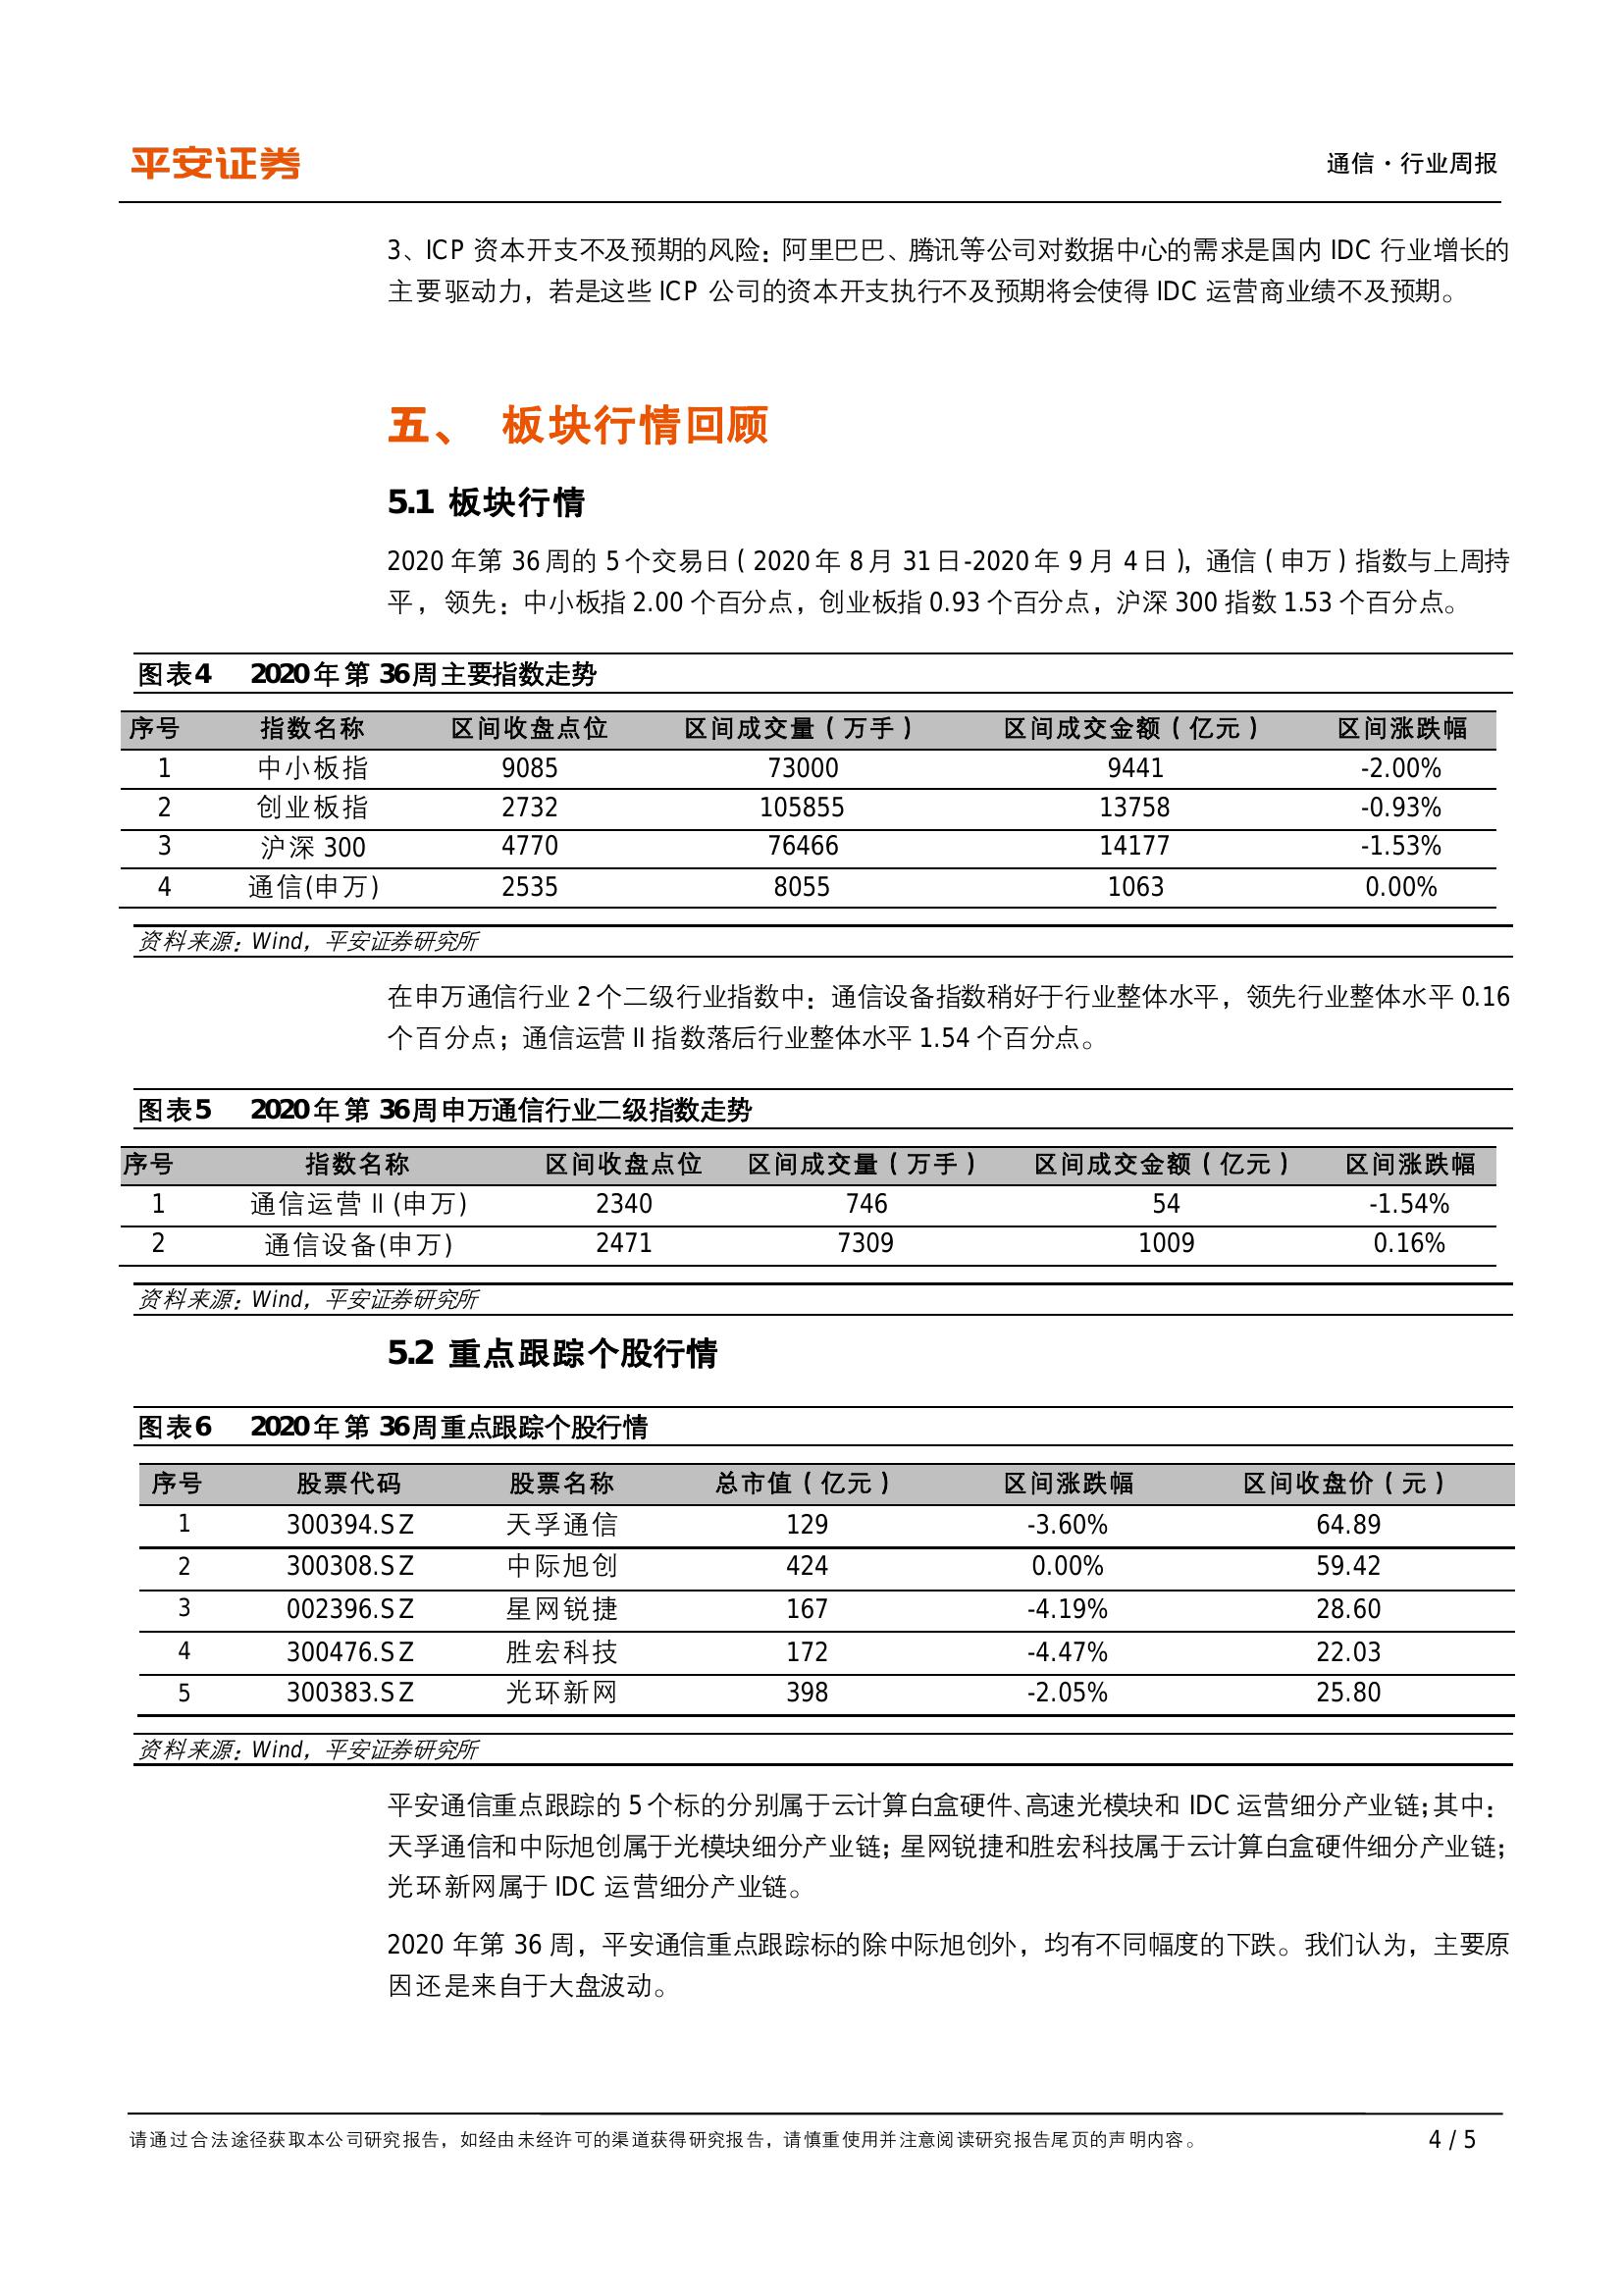 平安证券
通信·行业周报
3、ICP 资本开支不及预期的风险：阿里巴巴、腾讯等公司对数据中心的需求是国内 IDC 行业增长的
主要驱动力，若是这些 ICP 公司的资本开支执行不及预期将会使得 IDC 运营商业绩不及预期。
五、 板块行情回顾
5.1 板块行情
2020 年第 36 周的 5 个交易日（2020 年 8 月 31 日-2020 年 9 月 4 日），通信（申万）指数与上周持
平，领先：中小板指 2.00 个百分点，创业板指 0.93 个百分点，沪深 300 指数 1.53 个百分点。
图表4 2020 年第 36 周主要指数走势
序号 指数名称 区间收盘点位 区间成交量（万手） 区间成交金额（亿元） 区间涨跌幅
1 中小板指 9085 73000 9441 -2.00%
2 创业板指 2732 105855 13758 -0.93%
3 沪深 300 4770 76466 14177 -1.53%
4 通信(申万) 2535 8055 1063 0.00%
资料来源：Wind，平安证券研究所
在申万通信行业 2 个二级行业指数中：通信设备指数稍好于行业整体水平，领先行业整体水平 0.16
个百分点；通信运营 II 指数落后行业整体水平 1.54 个百分点。
图表5 2020 年第 36 周申万通信行业二级指数走势
序号 指数名称 区间收盘点位 区间成交量（万手） 区间成交金额（亿元） 区间涨跌幅
1 通信运营 II (申万) 2340 746 54 -1.54%
2 通信设备(申万) 2471 7309 1009 0.16%
资料来源：Wind，平安证券研究所
5.2 重点跟踪个股行情
图表6 2020 年第 36 周重点跟踪个股行情
序号 股票代码 股票名称 总市值（亿元） 区间涨跌幅 区间收盘价（元）
1 300394.SZ 天孚通信 129 -3.60% 64.89
2 300308.SZ 中际旭创 424 0.00% 59.42
3 002396.SZ 星网锐捷 167 -4.19% 28.60
4 300476.SZ 胜宏科技 172 -4.47% 22.03
5 300383.SZ 光环新网 398 -2.05% 25.80
资料来源：Wind，平安证券研究所
平安通信重点跟踪的 5 个标的分别属于云计算白盒硬件、高速光模块和 IDC 运营细分产业链；其中：
天孚通信和中际旭创属于光模块细分产业链；星网锐捷和胜宏科技属于云计算白盒硬件细分产业链；
光环新网属于 IDC 运营细分产业链。
2020 年第 36 周，平安通信重点跟踪标的除中际旭创外，均有不同幅度的下跌。我们认为，主要原
因还是来自于大盘波动。
请通过合法途径获取本公司研究报告，如经由未经许可的渠道获得研究报告，请慎重使用并注意阅读研究报告尾页的声明内容。
4 / 5